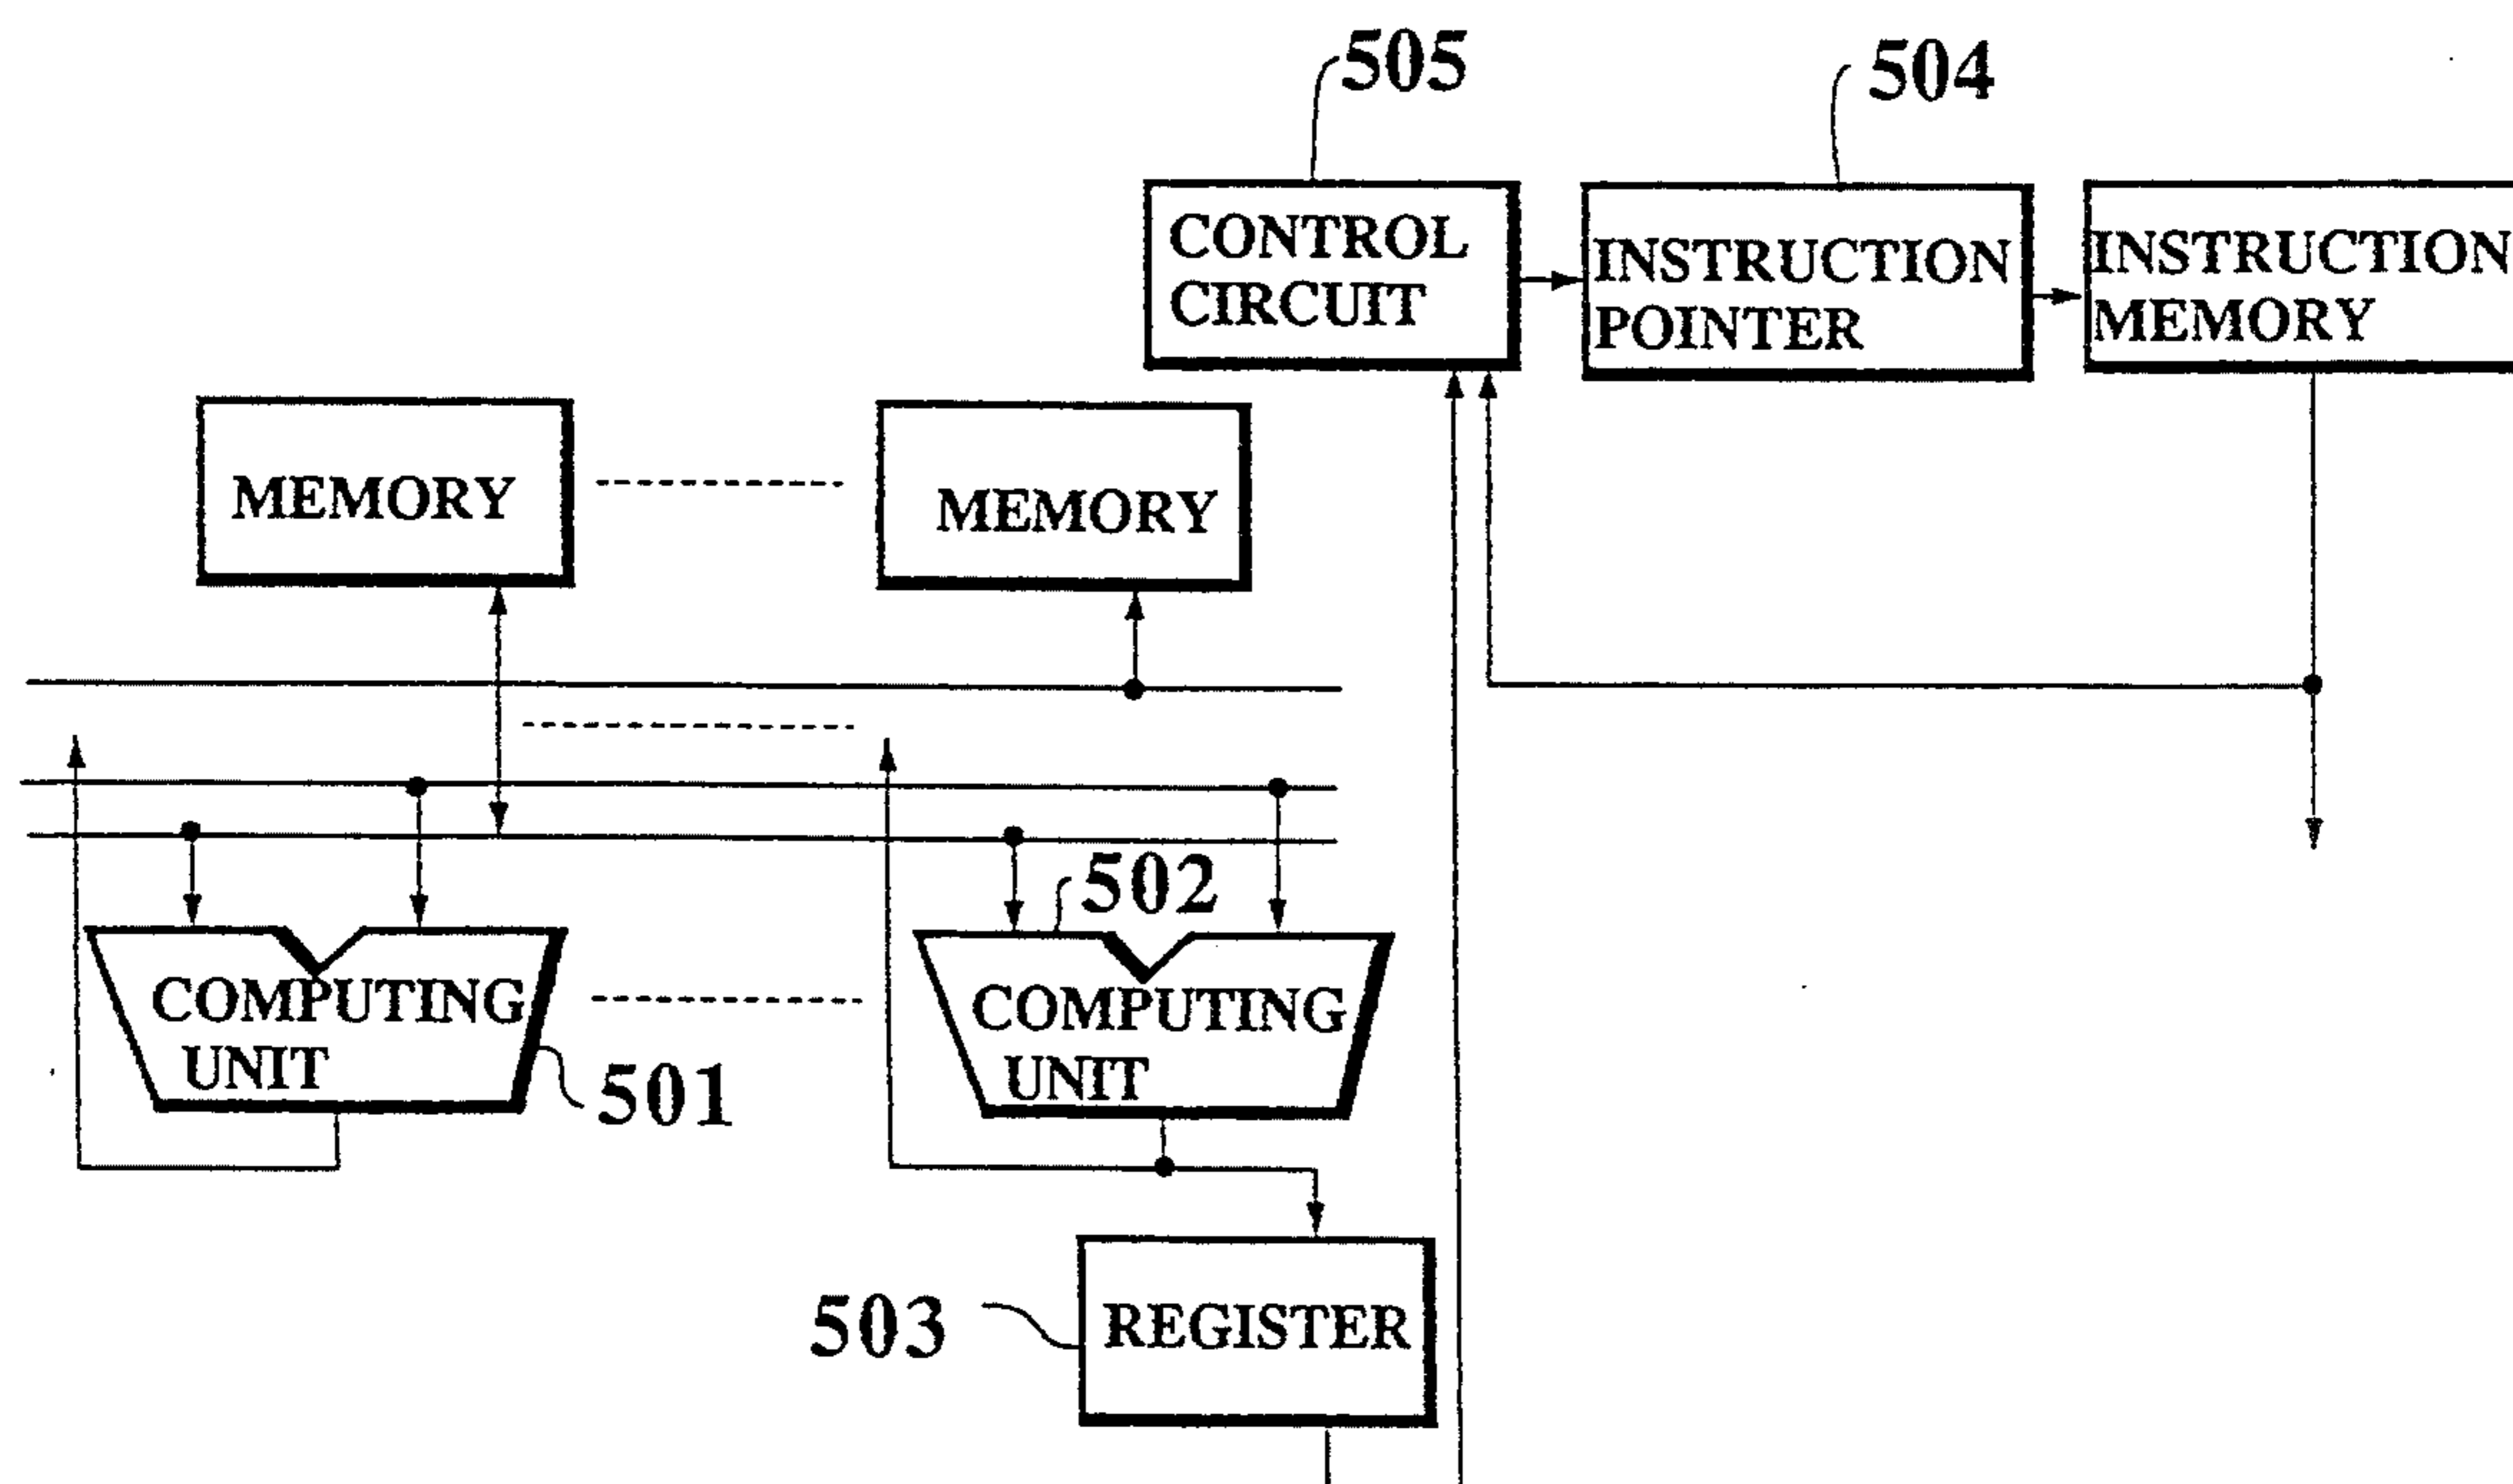 505
504
CONTROL
CIRCUIT
INSTRUCTION
POINTER
INSTRUCTION
MEMORY
MEMORY
MEMORY
502
COMPUTING
UNIT
501
COMPUTING
UNIT
503
REGISTER